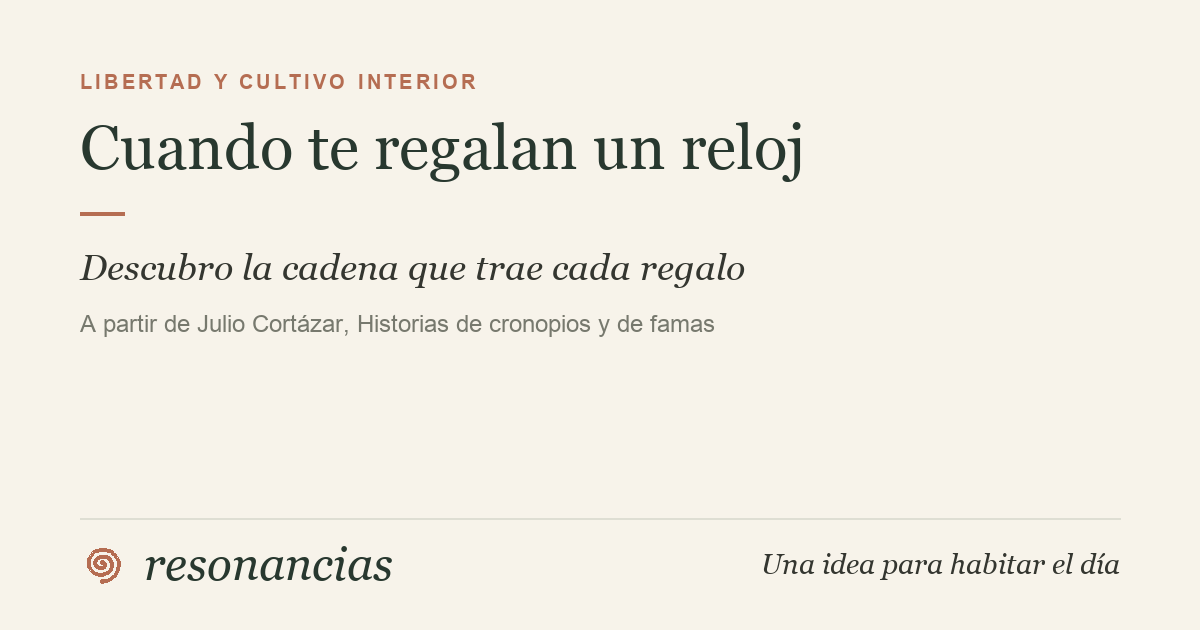 LIBERTAD Y CULTIVO INTERIOR
Cuando te regalan un reloj
Descubro la cadena que trae cada regalo
A partir de Julio Cortázar, Historias de cronopios y de famas
resonancias
Una idea para habitar el día